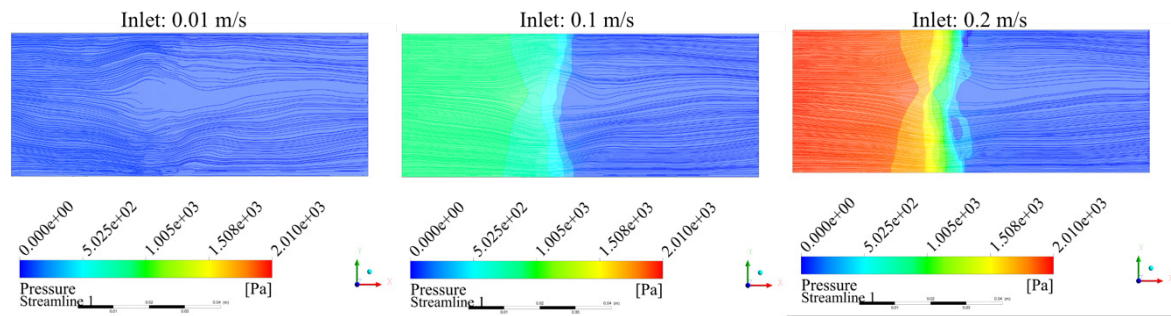 Inlet: 0.01 m/s
Inlet: 0.1 m/s
Inlet: 0.2 m/s
0.000e+00
5.025e+02
1.005e+03
1.508e+03
2.010e+03
Pressure
Streamline 1
[Pa]
0.000e+00
5.025e+02
1.005e+03
1.508e+03
2.010e+03
Pressure
Streamline 1
[Pa]
0.000e+00
5.025e+02
1.005e+03
1.508e+03
2.010e+03
Pressure
Streamline 1
[Pa]